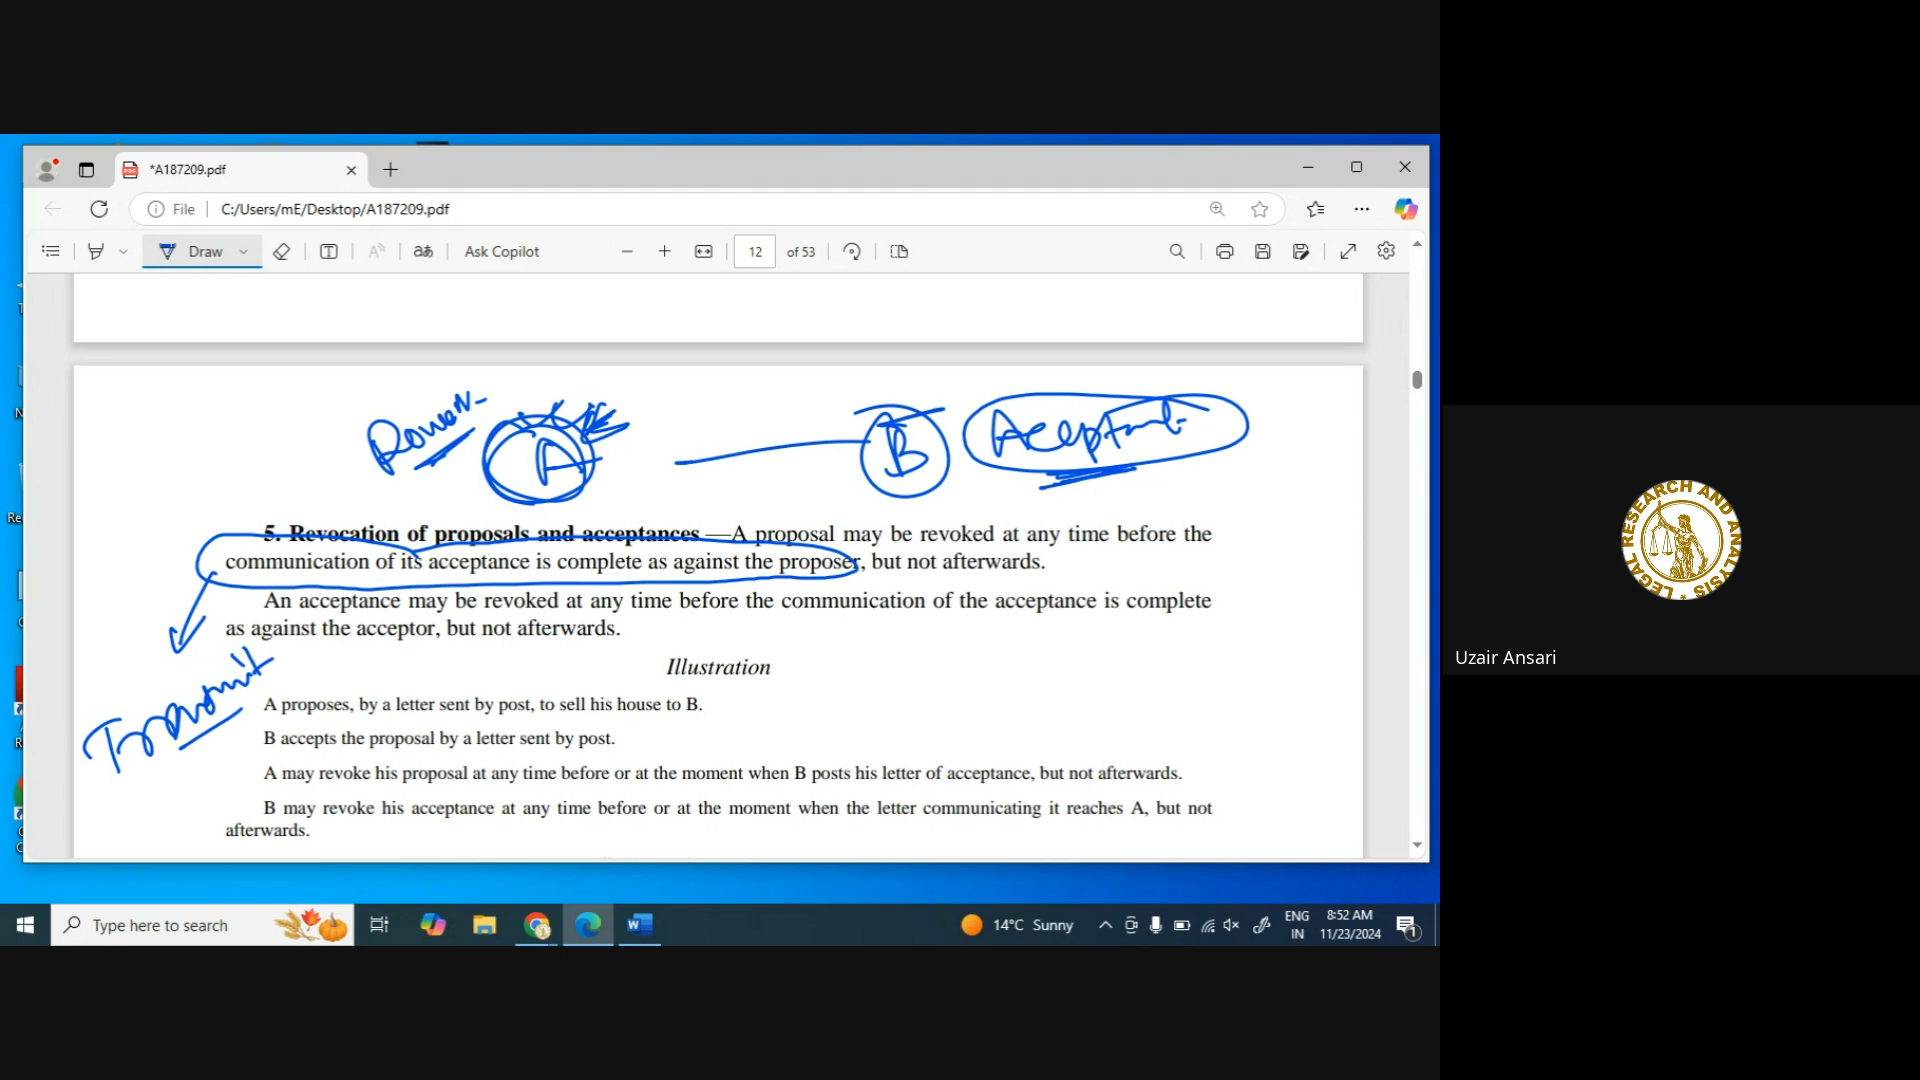 *A187209.pdf
File C:/Users/mE/Desktop/A187209.pdf
Draw Ask Copilot 12 of 53
A B Acceptant
5. Revocation of proposals and acceptances —A proposal may be revoked at any time before the
communication of its acceptance is complete as against the proposer, but not afterwards.
An acceptance may be revoked at any time before the communication of the acceptance is complete
as against the acceptor, but not afterwards.
Illustration
Transmit
A proposes, by a letter sent by post, to sell his house to B.
B accepts the proposal by a letter sent by post.
A may revoke his proposal at any time before or at the moment when B posts his letter of acceptance, but not afterwards.
B may revoke his acceptance at any time before or at the moment when the letter communicating it reaches A, but not
afterwards.
Type here to search
14°C Sunny
ENG
IN
8:52 AM
11/23/2024
1
LEGAL RESEARCH AND ANALYSIS
Uzair Ansari